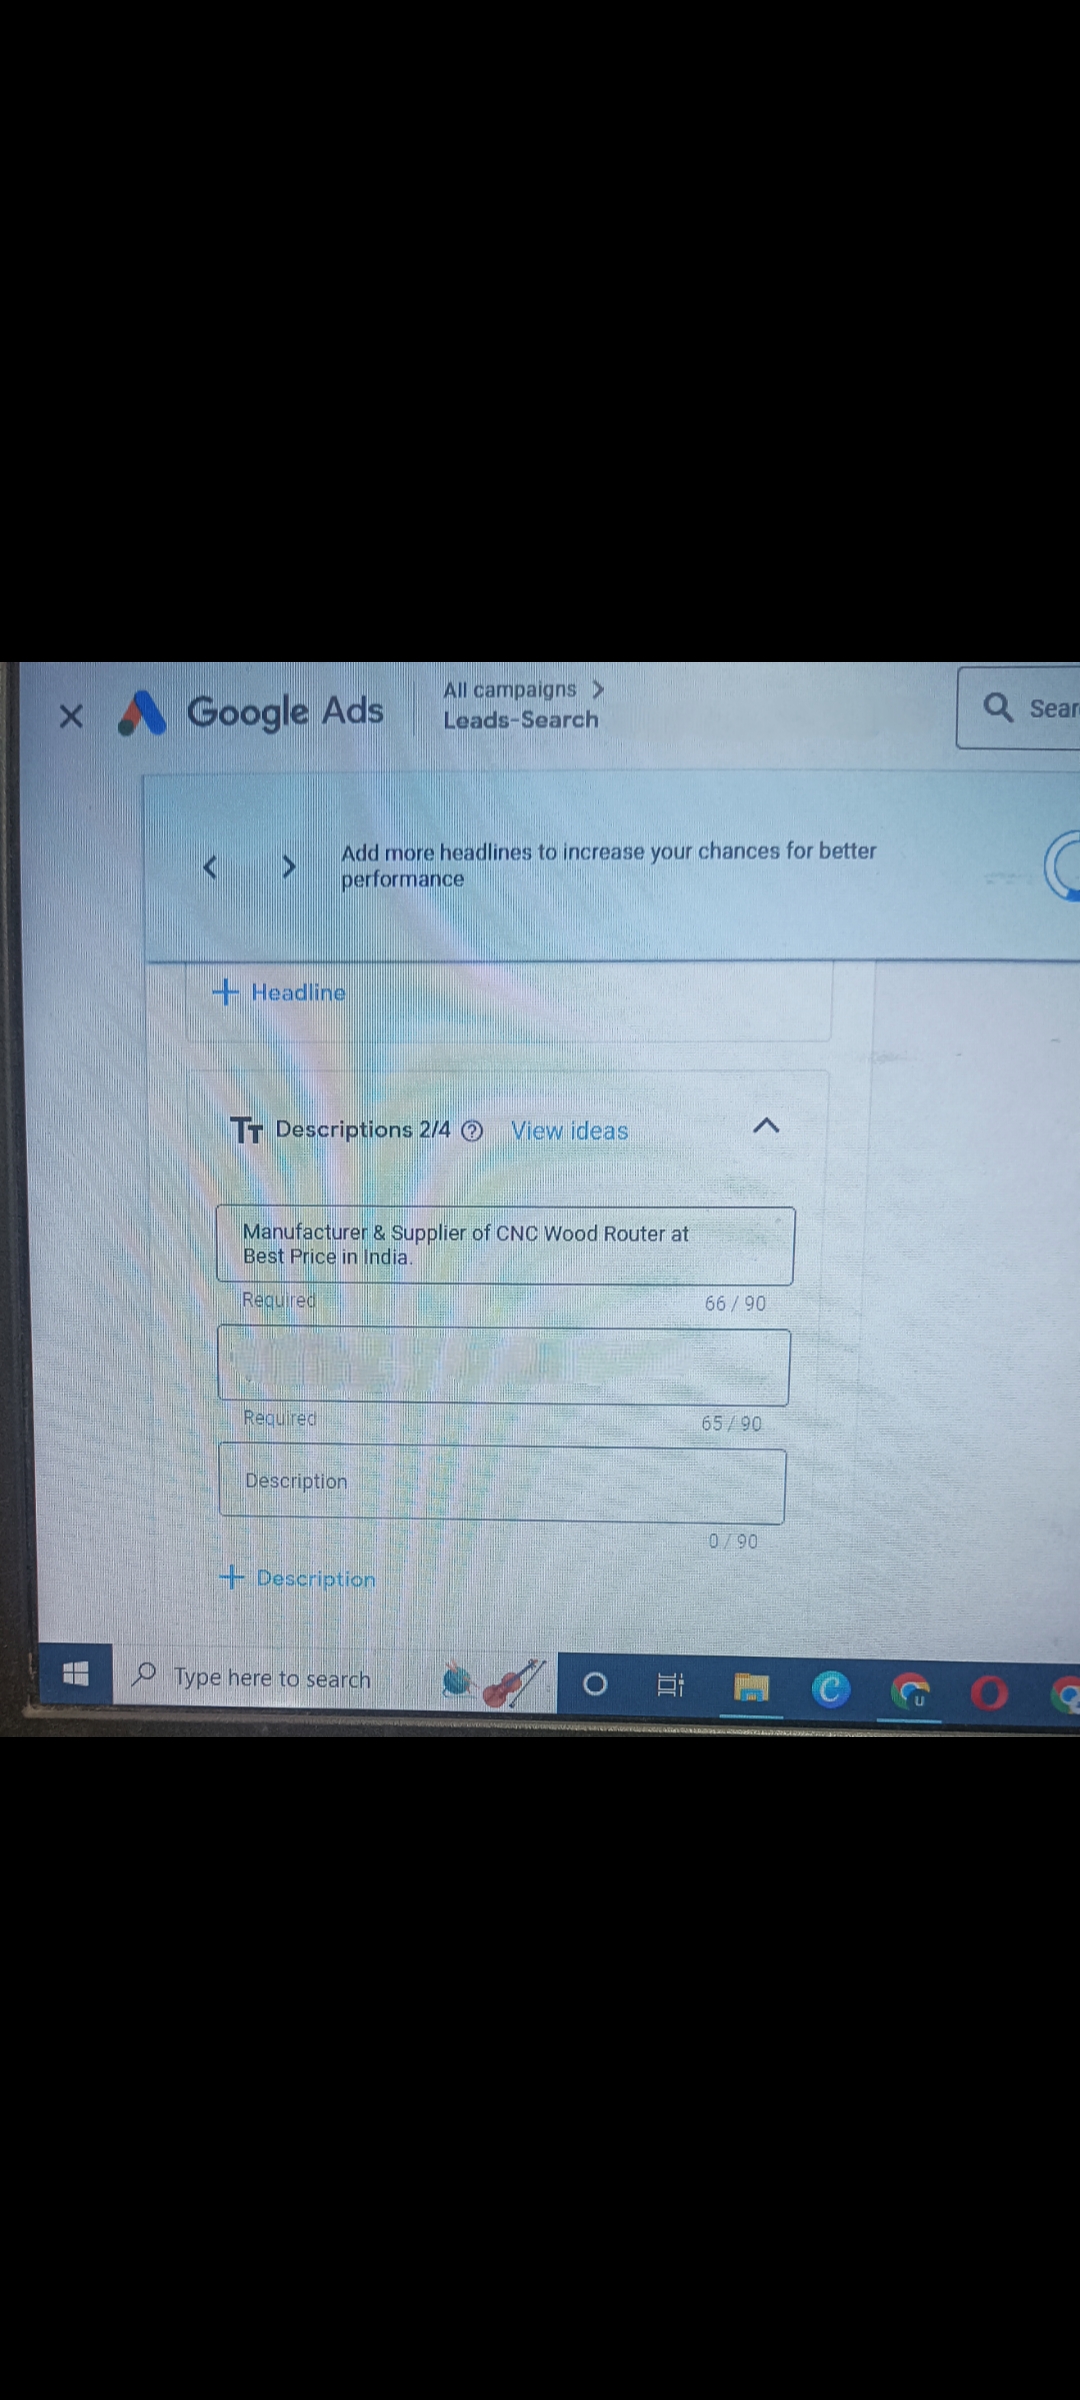 Google Ads
All campaigns >
Leads-Search
Sear
Add more headlines to increase your chances for better
performance
+ Headline
Descriptions 2/4 View ideas
Manufacturer & Supplier of CNC Wood Router at
Best Price in India.
Required 66 / 90
Required 65 / 90
Description
0 / 90
+ Description
Type here to search